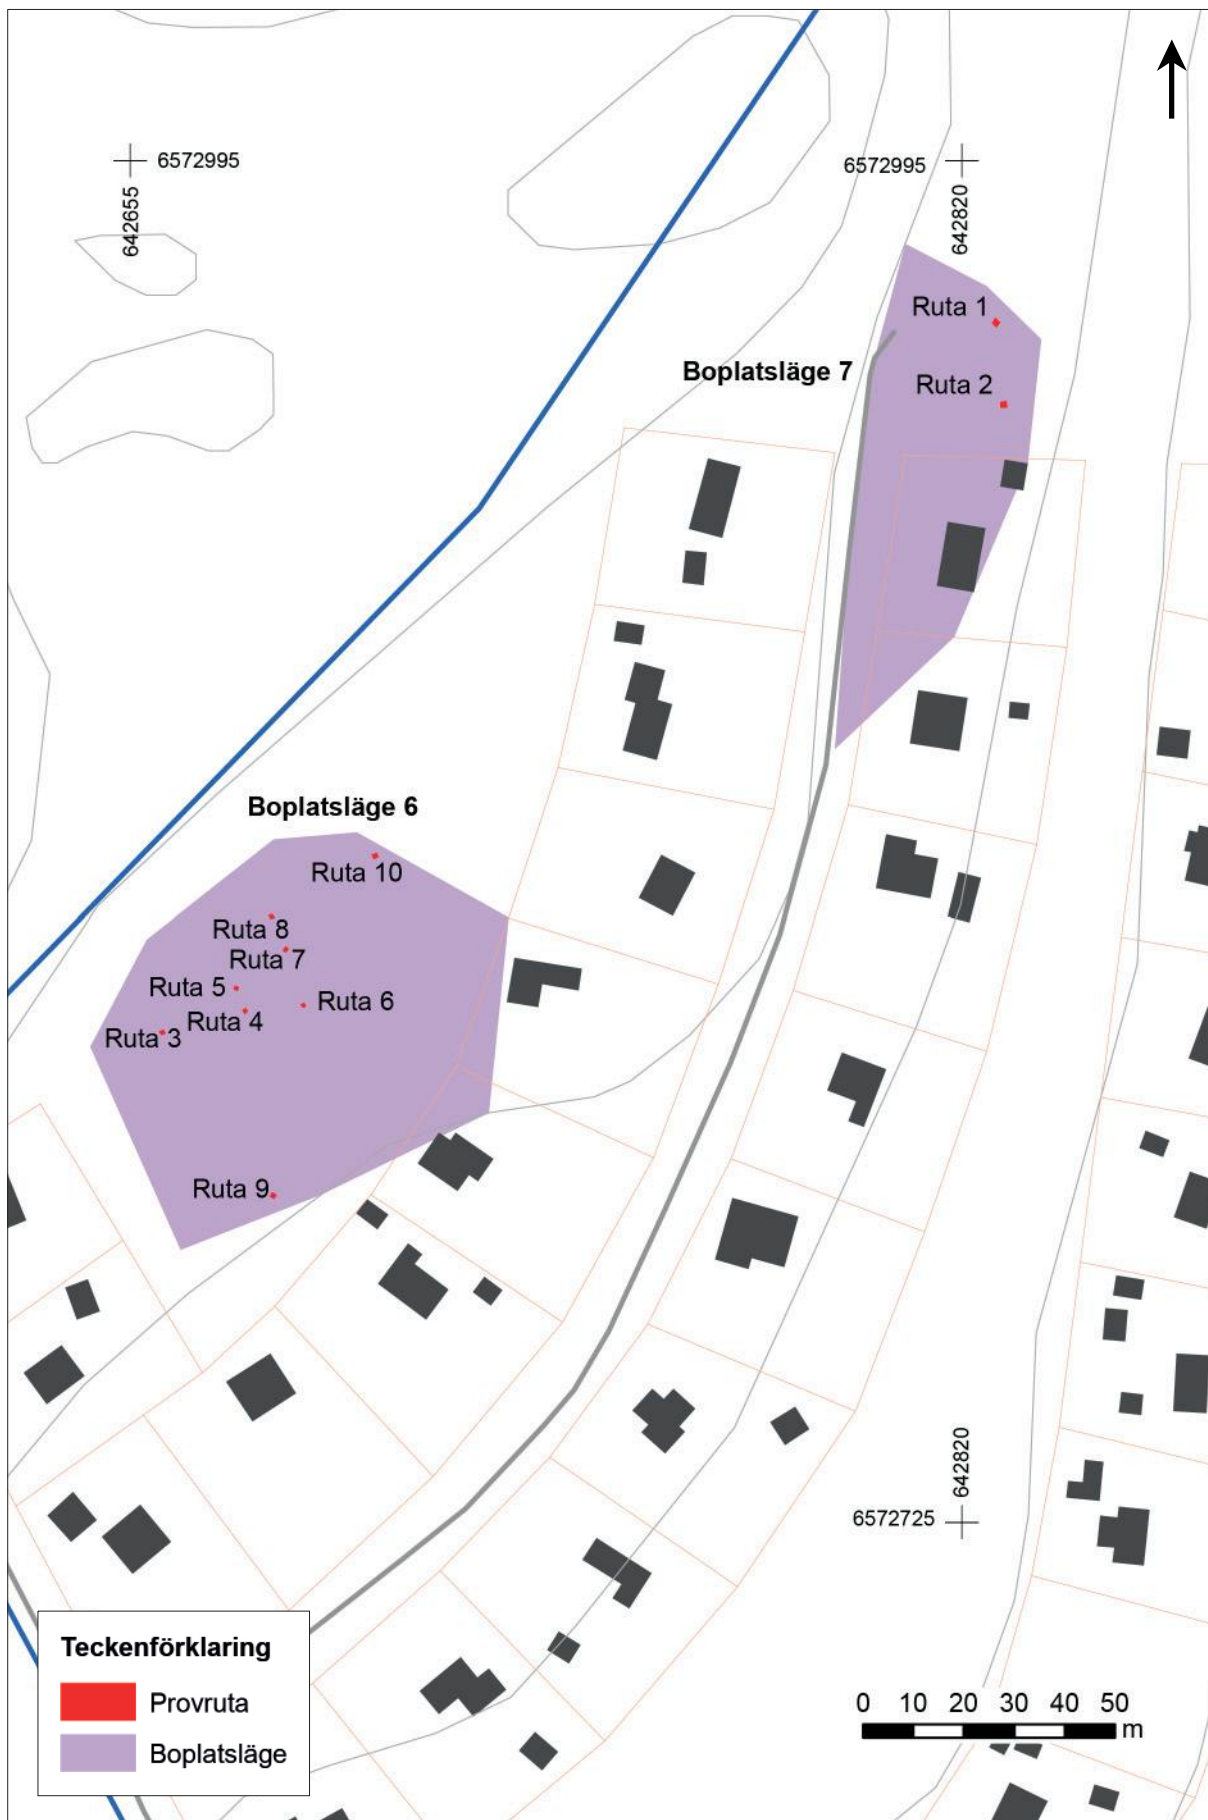 6572995
642655
6572995
642820
Ruta 1
Boplatsläge 7
Ruta 2
Boplatsläge 6
Ruta 10
Ruta 8
Ruta 7
Ruta 5
Ruta 6
Ruta 4
Ruta 3
Ruta 9
642820
6572725
Teckenförklaring
Provruta
Boplatsläge
0 10 20 30 40 50
m